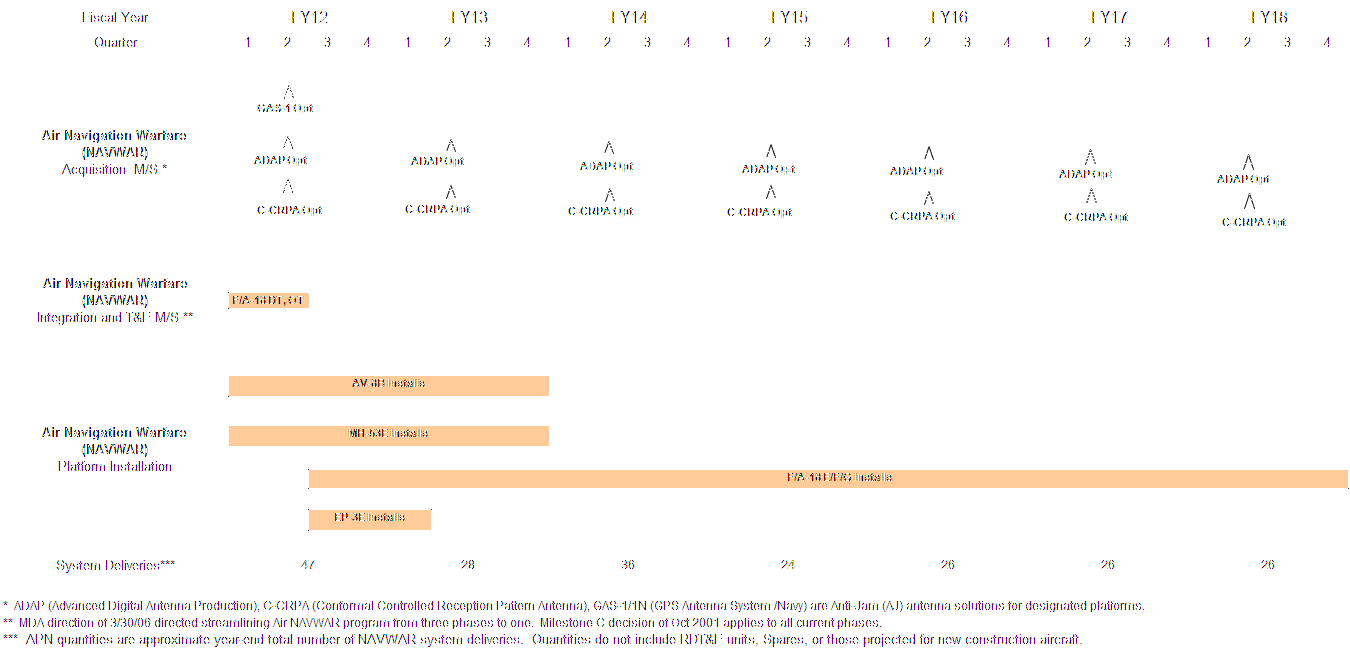 Fiscal Year FY12 FY13 FY14 FY15 FY16 FY17 FY18
Quarter 1 2 3 4 1 2 3 4 1 2 3 4 1 2 3 4 1 2 3 4 1 2 3 4 1 2 3 4
GAS-1 Opt
Air Navigation Warfare
(NAVWAR)
Acquisition M/S *
ADAP Opt ADAP Opt ADAP Opt ADAP Opt ADAP Opt ADAP Opt ADAP Opt
C-CRPA Opt C-CRPA Opt C-CRPA Opt C-CRPA Opt C-CRPA Opt C-CRPA Opt C-CRPA Opt
Air Navigation Warfare
(NAVWAR)
Integration and T&E M/S **
F/A-18 DT, OT
AV-8B Installs
Air Navigation Warfare
(NAVWAR)
Platform Installation
MH-53E Installs
F/A-18 E/F/G Installs
EP-3E Installs
System Deliveries*** 47 28 36 24 26 26 26
* ADAP (Advanced Digital Antenna Production), C-CRPA (Conformal Controlled Reception Pattern Antenna), GAS-1/1N (GPS Antenna System /Navy) are Anti-Jam (AJ) antenna solutions for designated platforms.
** MDA direction of 3/30/06 directed streamlining Air NAVWAR program from three phases to one. Milestone C decision of Oct 2001 applies to all current phases.
*** APN quantities are approximate year-end total number of NAVWAR system deliveries. Quantities do not include RDT&E units, Spares, or those projected for new construction aircraft.